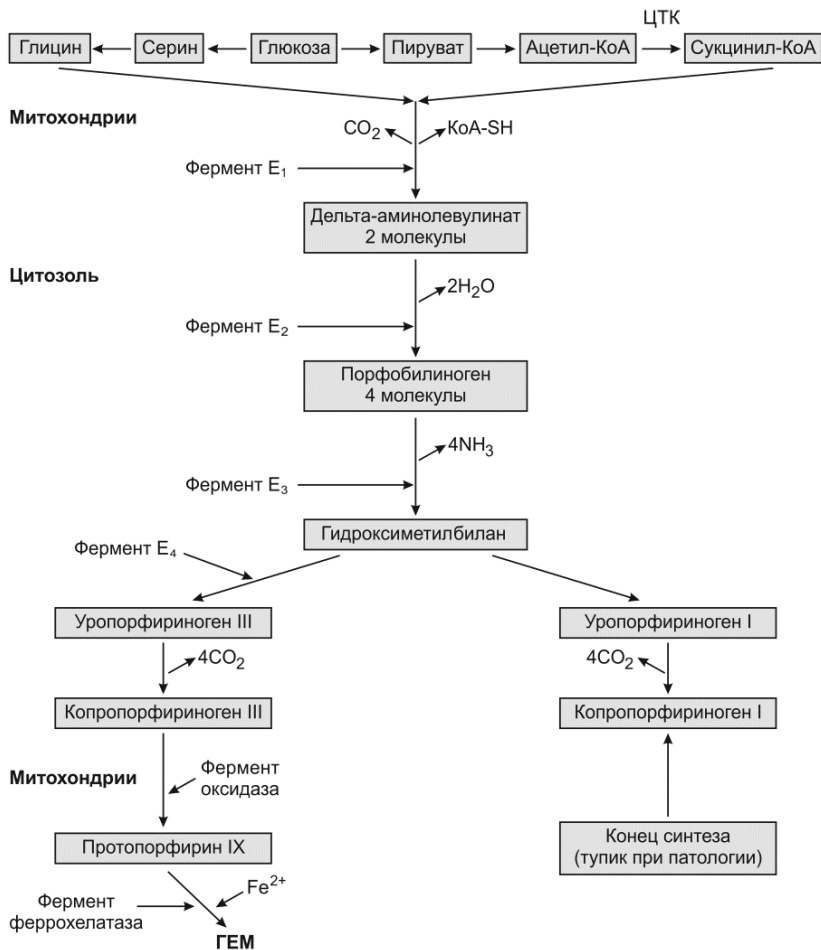 ЦТК
Глицин
Серин
Глюкоза
Пируват
Ацетил-КоА
Сукцинил-КоА
Митохондрии
CO₂
КоА-SH
Фермент E₁
Дельта-аминолевулинат
2 молекулы
Цитозоль
2H₂O
Фермент E₂
Порфобилиноген
4 молекулы
4NH₃
Фермент E₃
Гидроксиметилбилан
Фермент E₄
Уропорфириноген III
Уропорфириноген I
4CO₂
4CO₂
Копропорфириноген III
Копропорфириноген I
Митохондрии
Фермент
оксидаза
Протопорфирин IX
Конец синтеза
(тупик при патологии)
Fe²⁺
Фермент
феррохелатаза
ГЕМ